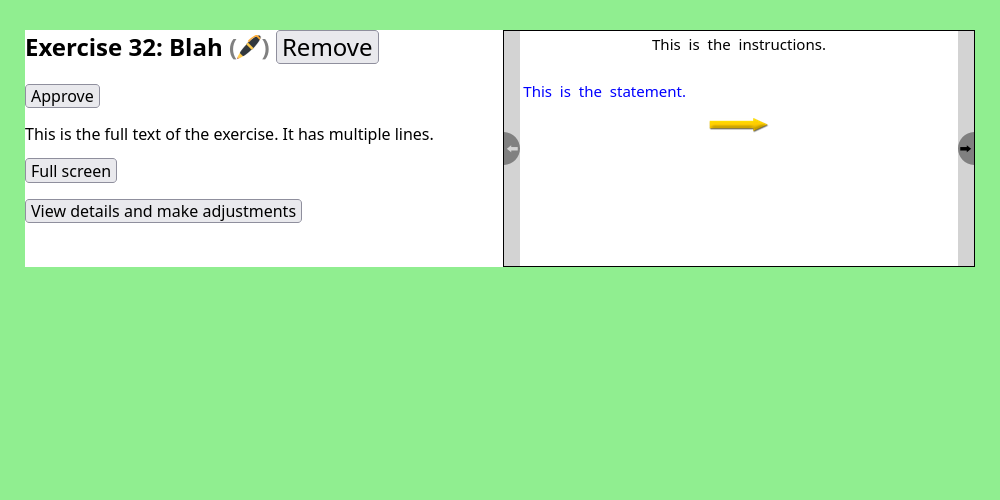 Exercise 32: Blah (🖋) Remove
Approve
This is the full text of the exercise. It has multiple lines.
Full screen
View details and make adjustments
This is the instructions.
This is the statement.